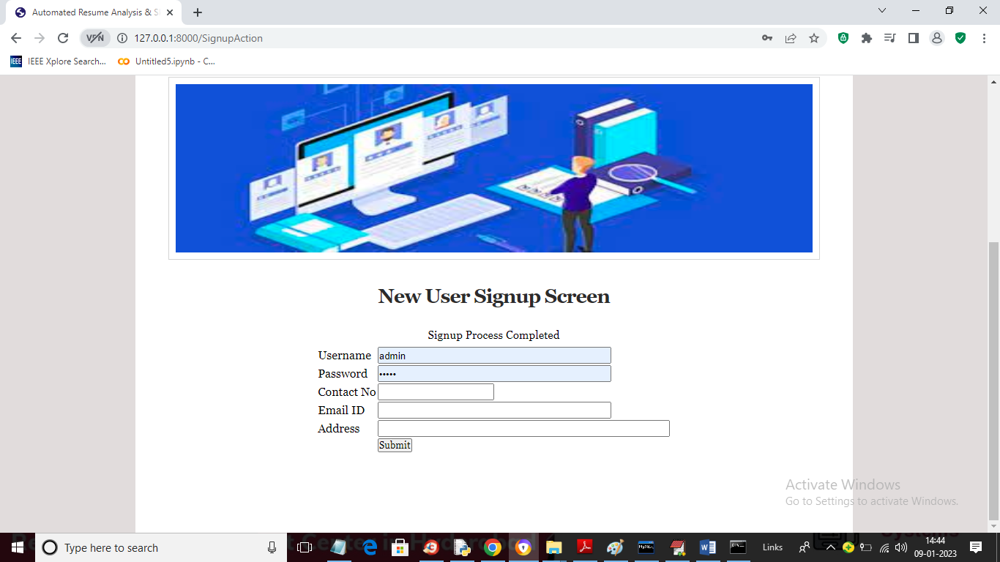 Automated Resume Analysis & S
VPN
127.0.0.1:8000/SignupAction
IEEE
IEEE Xplore Search...
Untitled5.ipynb - C...
New User Signup Screen
Signup Process Completed
Username admin
Password •••••
Contact No
Email ID
Address
Submit
Activate Windows
Go to Settings to activate Windows.
Type here to search
Links
14:44
09-01-2023